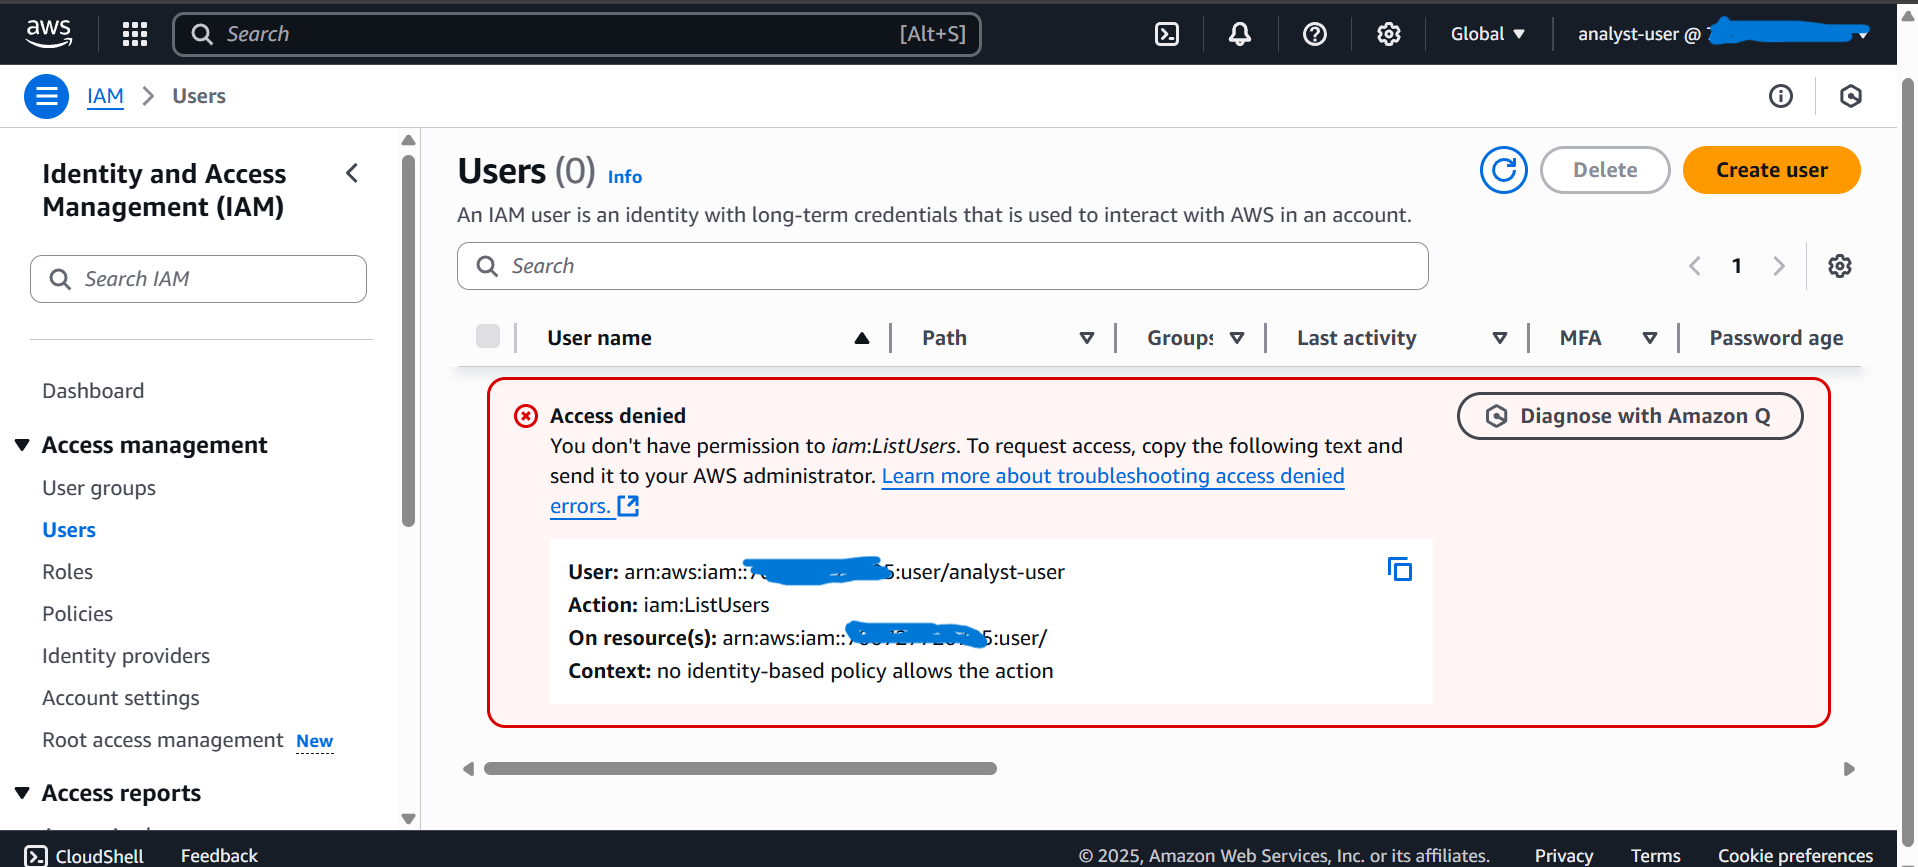 aws
Search
[Alt+S]
Global
analyst-user @
IAM
Users
Identity and Access
Management (IAM)
Search IAM
Dashboard
Access management
User groups
Users
Roles
Policies
Identity providers
Account settings
Root access management New
Access reports
Users (0) Info
Delete
Create user
An IAM user is an identity with long-term credentials that is used to interact with AWS in an account.
Search
1
User name
Path
Groups
Last activity
MFA
Password age
Access denied
Diagnose with Amazon Q
You don't have permission to iam:ListUsers. To request access, copy the following text and
send it to your AWS administrator. Learn more about troubleshooting access denied
errors.
User: arn:aws:iam:: 5:user/analyst-user
Action: iam:ListUsers
On resource(s): arn:aws:iam:: 5:user/
Context: no identity-based policy allows the action
CloudShell
Feedback
© 2025, Amazon Web Services, Inc. or its affiliates.
Privacy
Terms
Cookie preferences